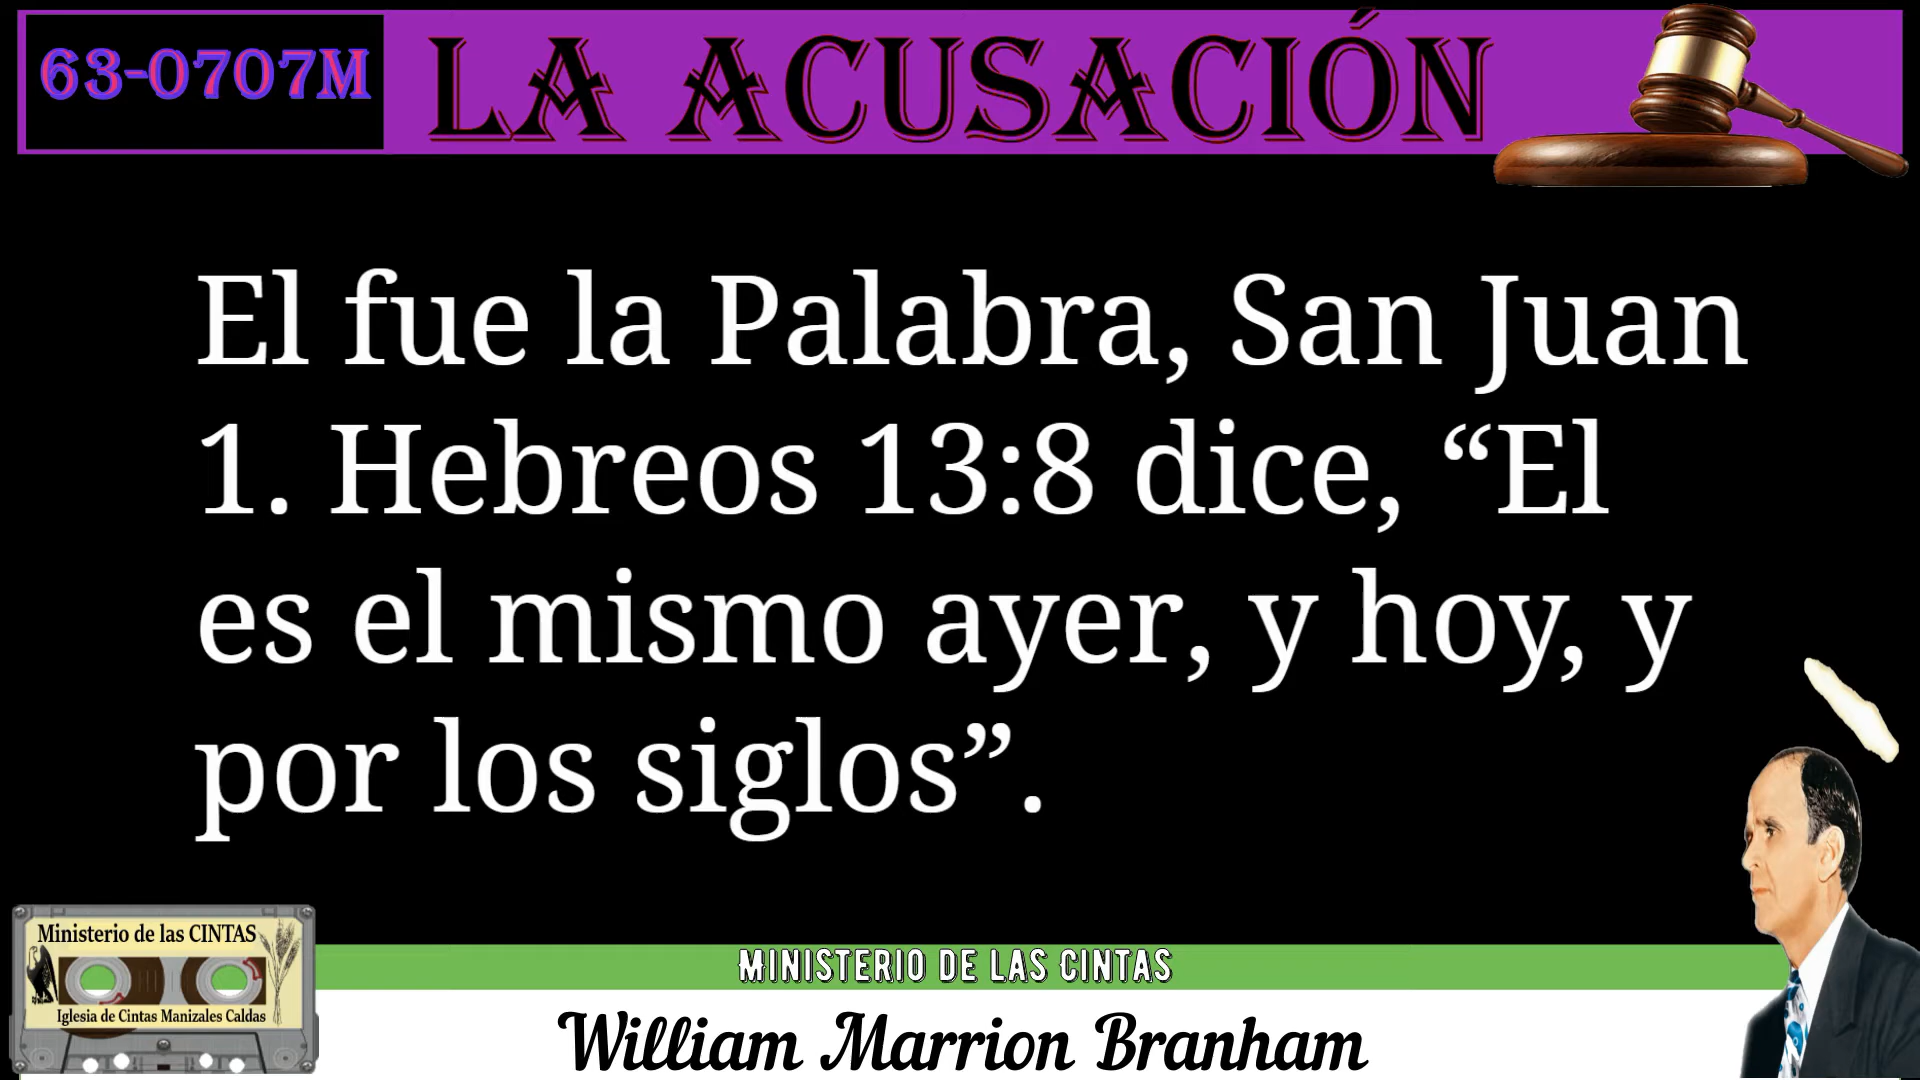 63-0707M
LA ACUSACIÓN
El fue la Palabra, San Juan
1. Hebreos 13:8 dice, “El
es el mismo ayer, y hoy, y
por los siglos”.
Ministerio de las CINTAS
Iglesia de Cintas Manizales Caldas
MINISTERIO DE LAS CINTAS
William Marrion Branham